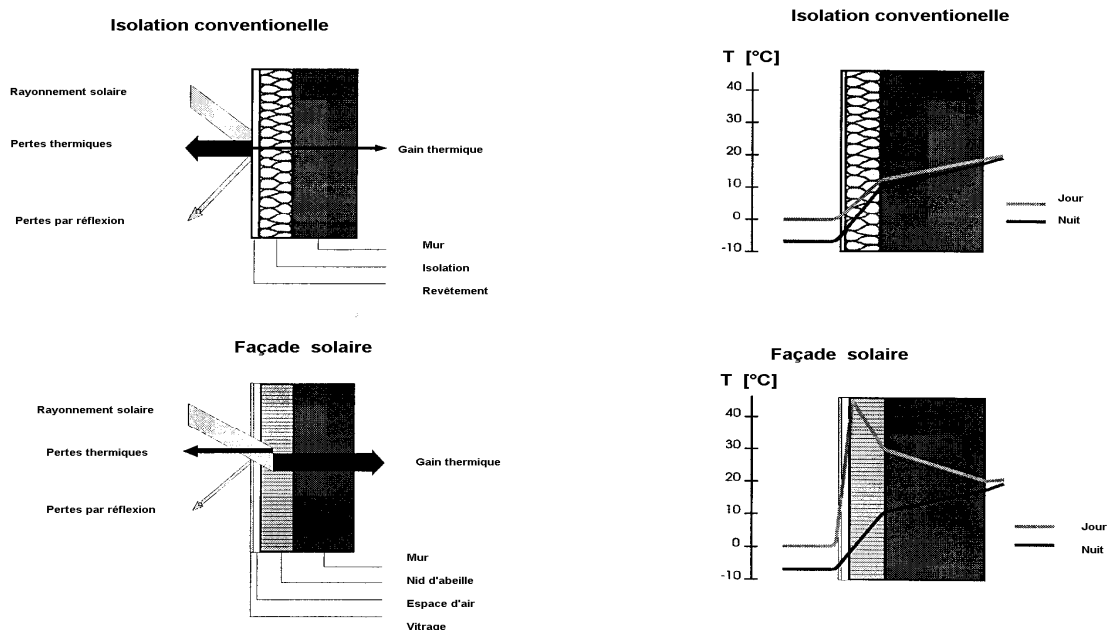 Isolation conventionelle
Rayonnement solaire
Pertes thermiques
Gain thermique
Pertes par réflexion
Mur
Isolation
Revêtement
Isolation conventionelle
T [°C]
40
30
20
10
0
-10
Jour
Nuit
Façade solaire
Rayonnement solaire
Pertes thermiques
Gain thermique
Pertes par réflexion
Mur
Nid d'abeille
Espace d'air
Vitrage
Façade solaire
T [°C]
40
30
20
10
0
-10
Jour
Nuit